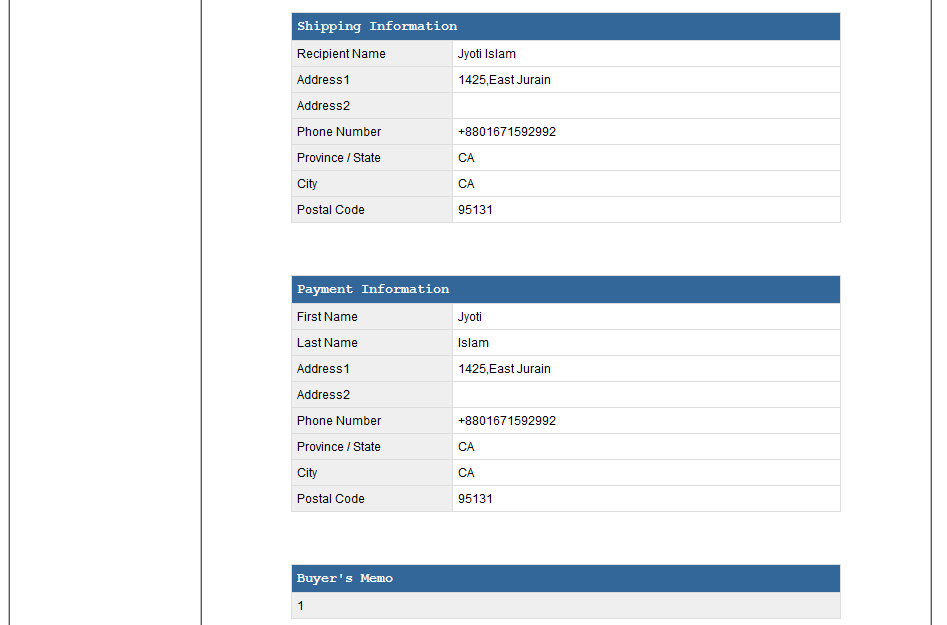 Shipping Information
Recipient Name Jyoti Islam
Address1 1425,East Jurain
Address2
Phone Number +8801671592992
Province / State CA
City CA
Postal Code 95131
Payment Information
First Name Jyoti
Last Name Islam
Address1 1425,East Jurain
Address2
Phone Number +8801671592992
Province / State CA
City CA
Postal Code 95131
Buyer's Memo
1